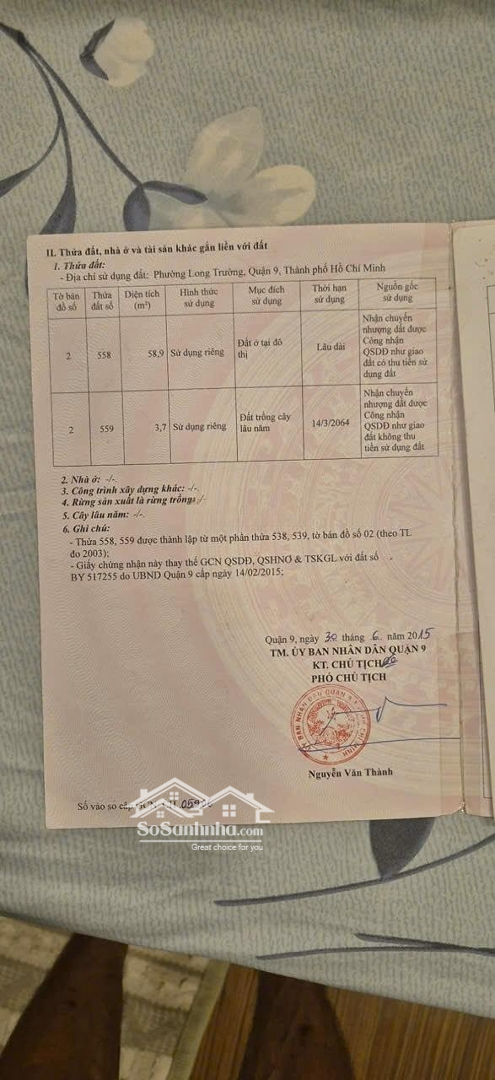 II. Thửa đất, nhà ở và tài sản khác gắn liền với đất
1. Thửa đất:
- Địa chỉ sử dụng đất: Phường Long Trường, Quận 9, Thành phố Hồ Chí Minh
Tờ bản đồ số | Thửa đất số | Diện tích (m²) | Hình thức sử dụng | Mục đích sử dụng | Thời hạn sử dụng | Nguồn gốc sử dụng
2 | 558 | 58,9 | Sử dụng riêng | Đất ở tại đô thị | Lâu dài | Nhận chuyển nhượng đất được Công nhận QSDĐ như giao đất có thu tiền sử dụng đất
2 | 559 | 3,7 | Sử dụng riêng | Đất trồng cây lâu năm | 14/3/2064 | Nhận chuyển nhượng đất được Công nhận QSDĐ như giao đất không thu tiền sử dụng đất
2. Nhà ở: -/-
3. Công trình xây dựng khác: -/-
4. Rừng sản xuất là rừng trồng: -/-
5. Cây lâu năm: -/-
6. Ghi chú:
- Thửa 558, 559 được thành lập từ một phần thửa 538, 539, tờ bản đồ số 02 (theo TL
đo 2003);
- Giấy chứng nhận này thay thế GCN QSDĐ, QSHNỞ & TSKGL với đất số
BY 517255 do UBND Quận 9 cấp ngày 14/02/2015;
Quận 9, ngày 30 tháng 6 năm 2015
TM. ỦY BAN NHÂN DÂN QUẬN 9
KT. CHỦ TỊCH
PHÓ CHỦ TỊCH
Nguyễn Văn Thành
Số vào sổ cấp GCN:
SoSanhnha.com
Great choice for you